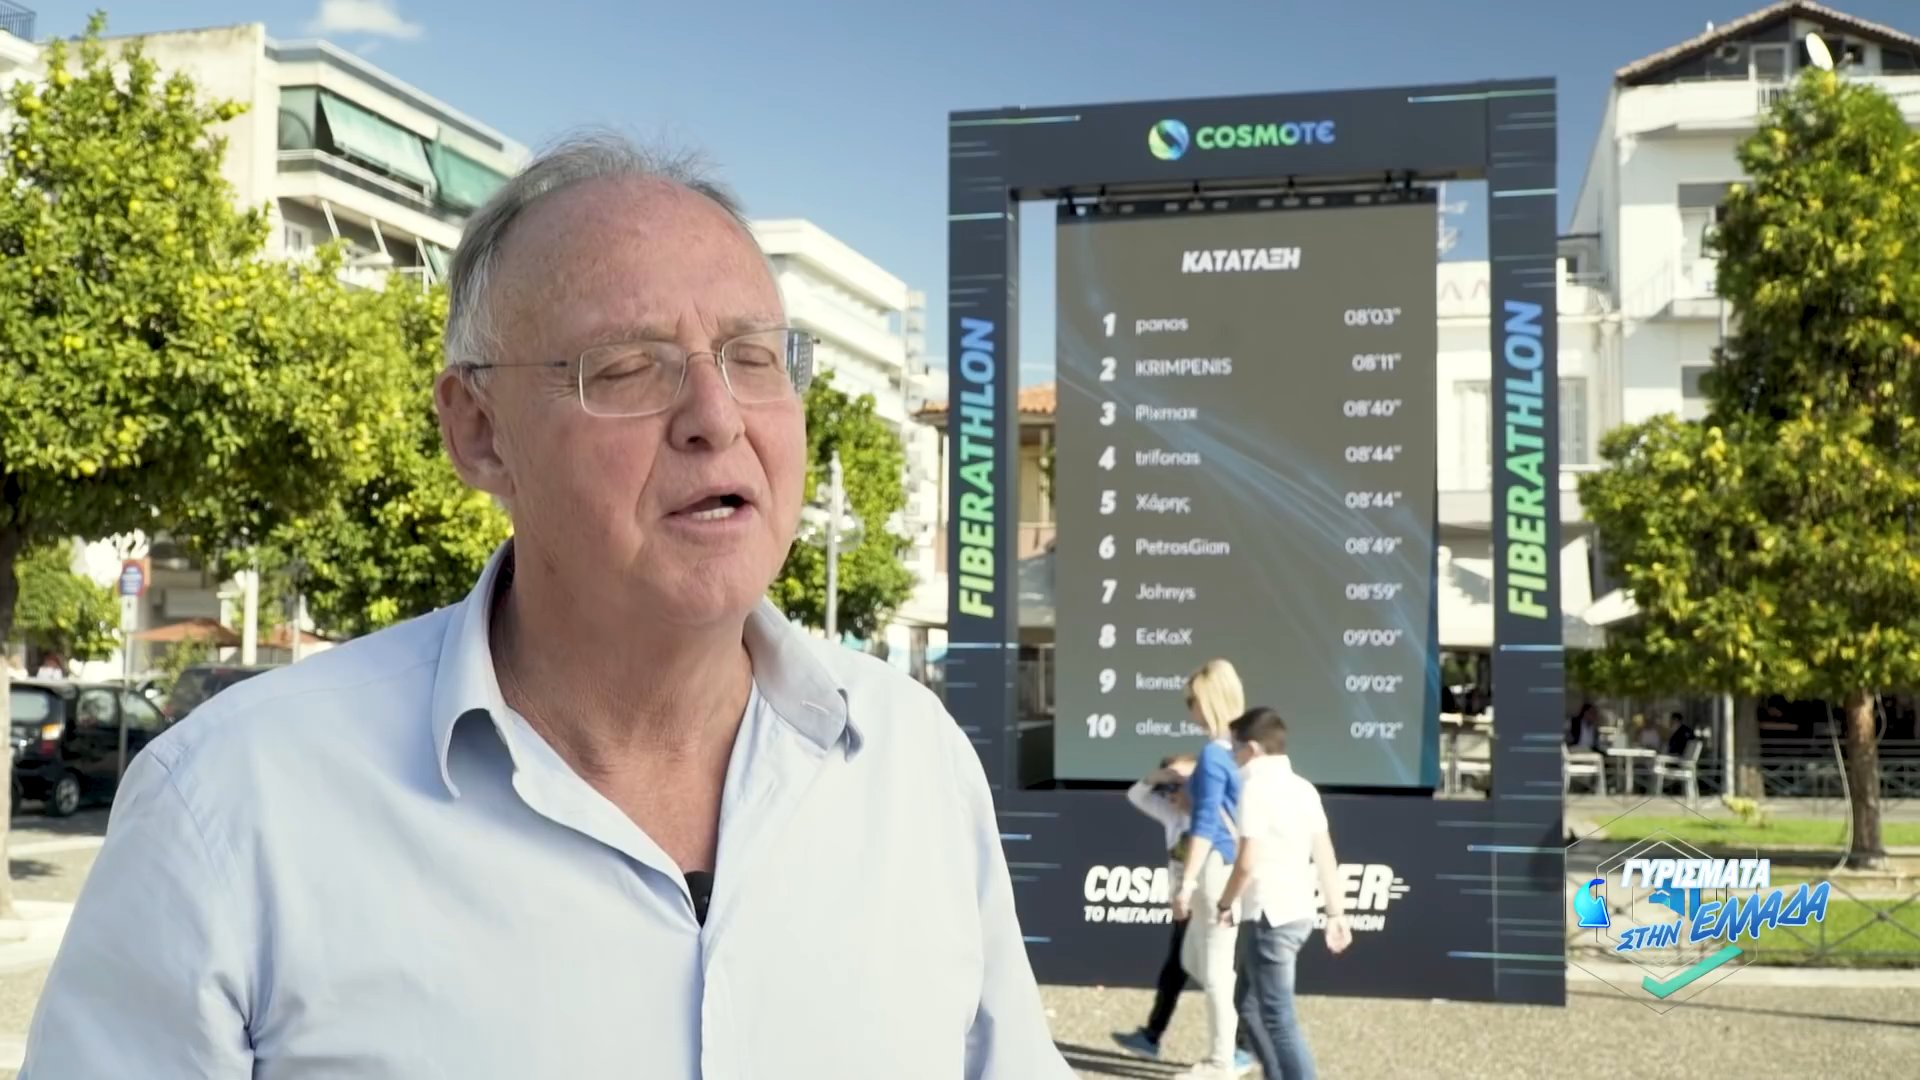 COSMOTE
FIBERATHLON
ΚΑΤΑΤΑΞΗ
1 panos 08'03"
2 KRIMPENIS 08'11"
3 Pixmax 08'40"
4 trifonas 08'44"
5 Χάρης 08'44"
6 PetrosGian 08'49"
7 Johnys 08'59"
8 EcKaX 09'00"
9 09'02"
10 09'12"
FIBERATHLON
ΤΟ
ΓΥΡΙΣΜΑΤΑ
ΣΤΗΝ ΕΛΛΑΔΑ